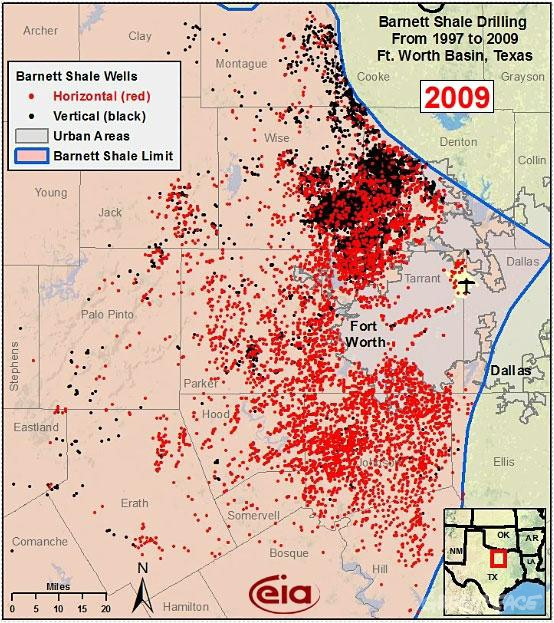 Barnett Shale Drilling
From 1997 to 2009
Ft. Worth Basin, Texas
2009
Barnett Shale Wells
Horizontal (red)
Vertical (black)
Urban Areas
Barnett Shale Limit
Archer
Clay
Montague
Cooke
Grayson
Wise
Denton
Collin
Young
Jack
Dallas
Tarrant
Palo Pinto
Fort
Worth
Stephens
Dallas
Parker
Hood
Eastland
Johnson
Ellis
Erath
Somervell
Comanche
Bosque
Hill
Hamilton
N
Miles
0 5 10 15 20
eia
OK
AR
NM
LA
TX